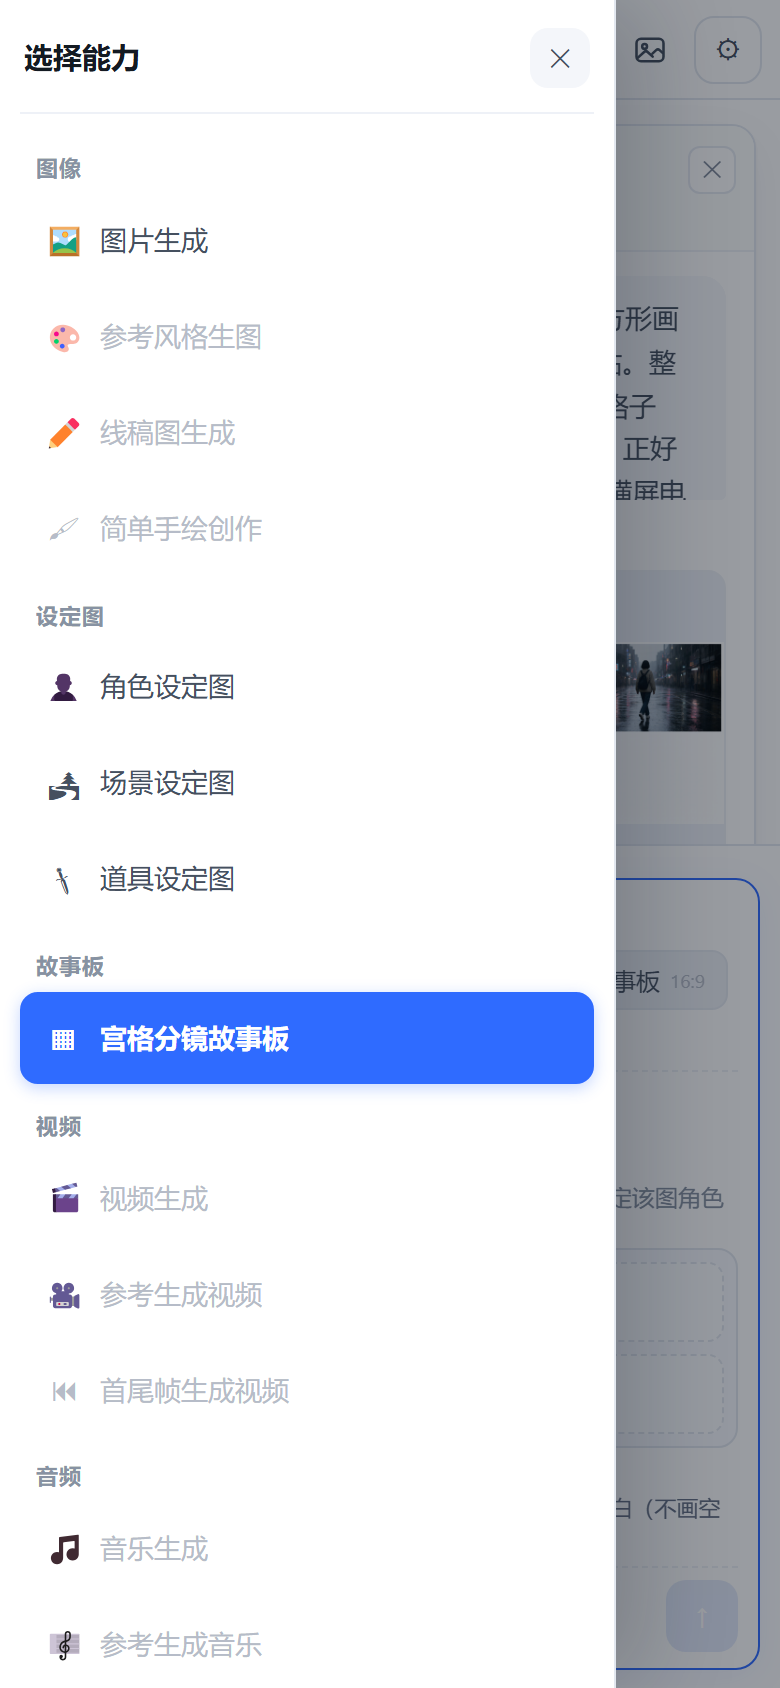 选择能力
图像
图片生成
参考风格生图
线稿图生成
简单手绘创作
设定图
角色设定图
场景设定图
道具设定图
故事板
宫格分镜故事板
视频
视频生成
参考生成视频
首尾帧生成视频
音频
音乐生成
参考生成音乐
形画
。整
格子
正好
横屏电
事板 16:9
定该图角色
白（不画空